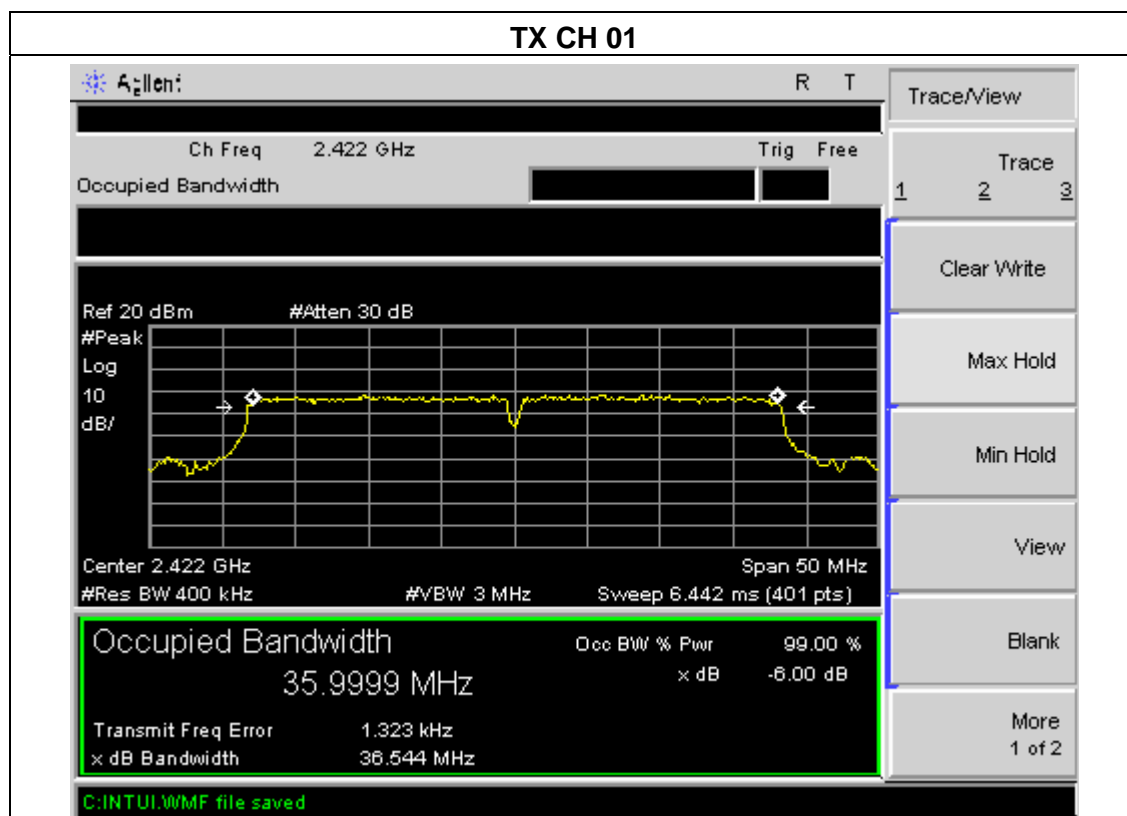 TX CH 01
Agilent R T
Trace/View
Ch Freq 2.422 GHz Trig Free
Occupied Bandwidth
Trace
1 2 3
Clear Write
Ref 20 dBm #Atten 30 dB
#Peak
Log
10
dB/
Max Hold
Min Hold
View
Center 2.422 GHz Span 50 MHz
#Res BW 400 kHz #VBW 3 MHz Sweep 6.442 ms (401 pts)
Occupied Bandwidth Occ BW % Pwr 99.00 %
35.9999 MHz x dB -6.00 dB
Blank
Transmit Freq Error 1.323 kHz
x dB Bandwidth 36.544 MHz
More
1 of 2
C:INTUI.WMF file saved